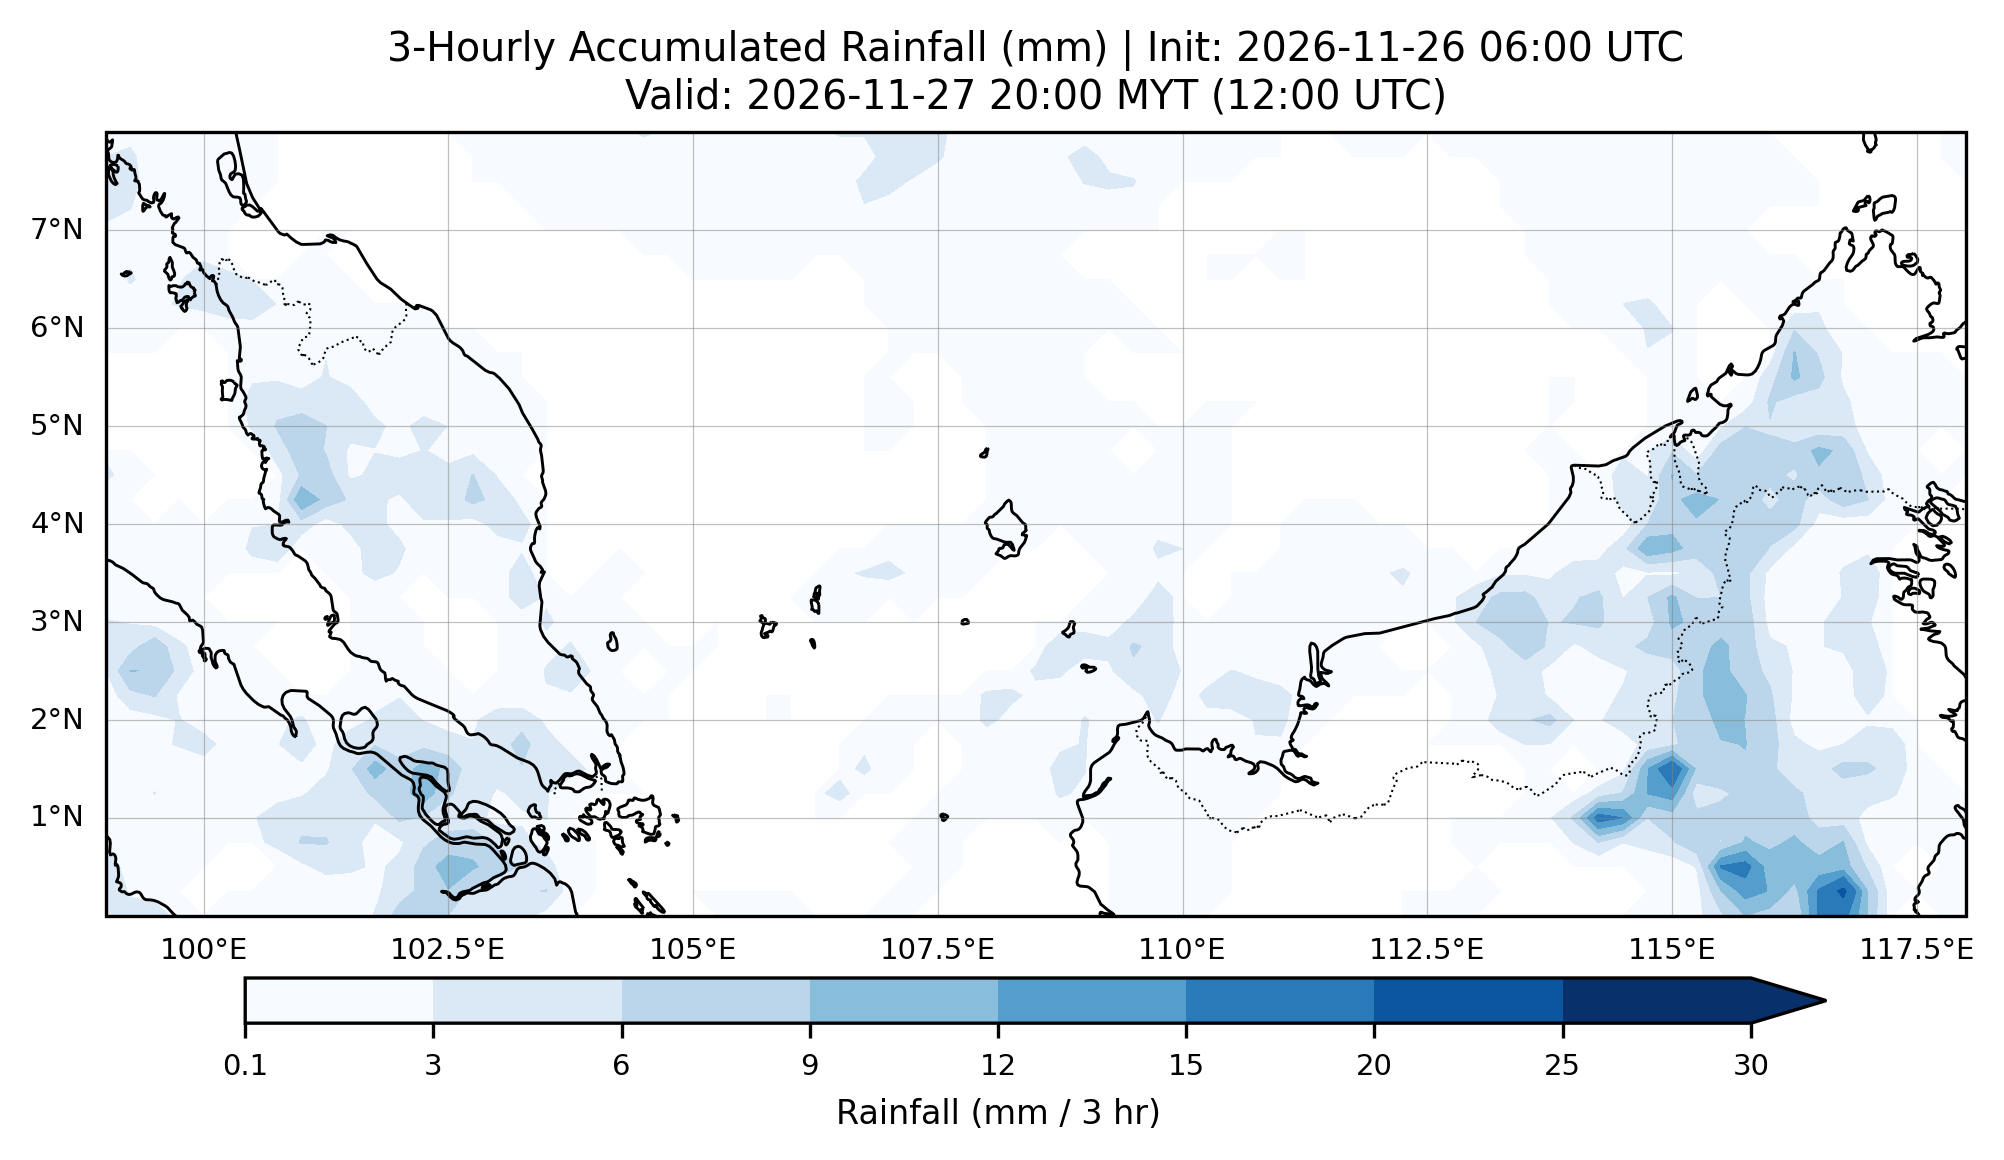 3-Hourly Accumulated Rainfall (mm) | Init: 2026-11-26 06:00 UTC
Valid: 2026-11-27 20:00 MYT (12:00 UTC)
7°N
6°N
5°N
4°N
3°N
2°N
1°N
100°E 102.5°E 105°E 107.5°E 110°E 112.5°E 115°E 117.5°E
0.1 3 6 9 12 15 20 25 30
Rainfall (mm / 3 hr)